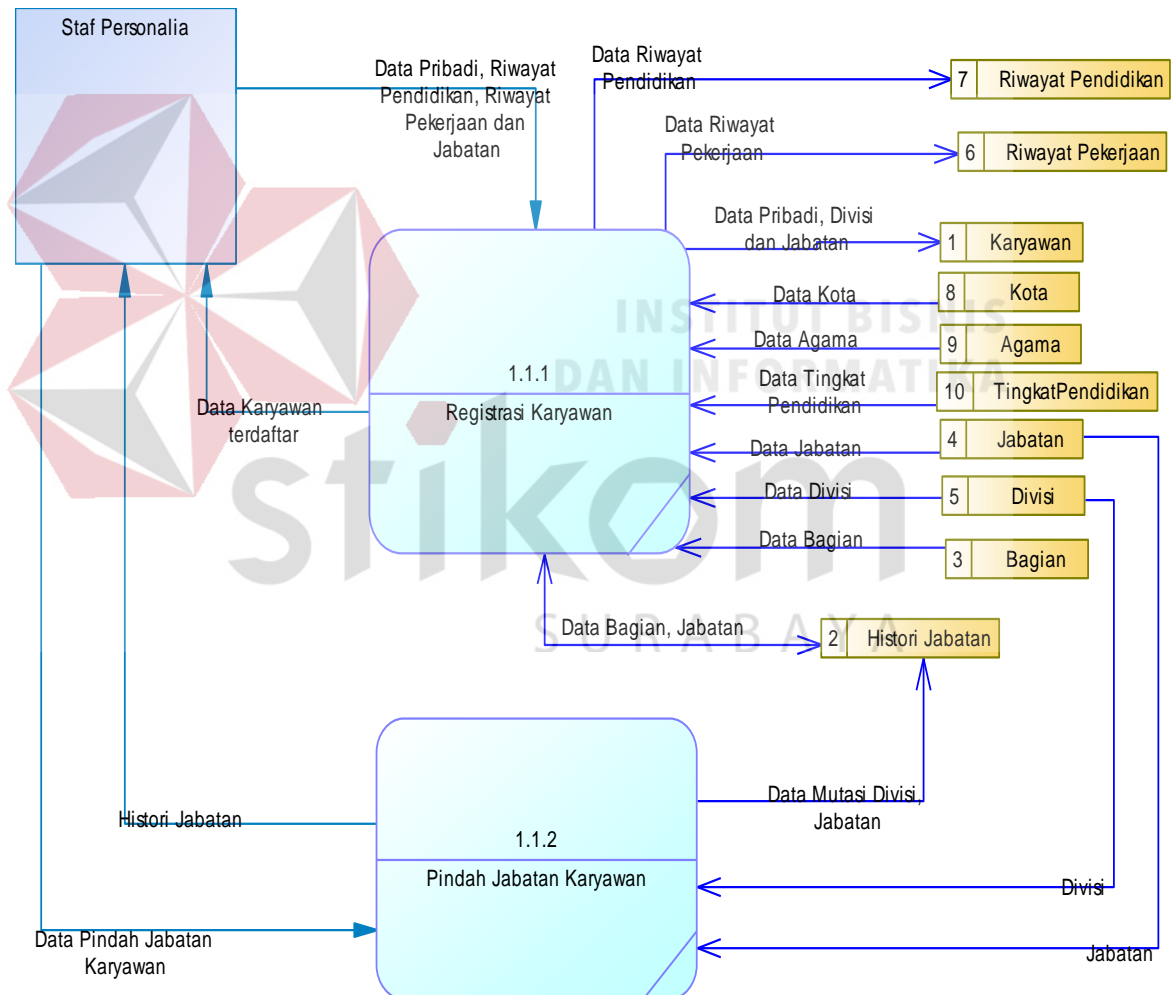 Staf Personalia
Data Pribadi, Riwayat
Pendidikan, Riwayat
Pekerjaan dan
Jabatan
Data Riwayat
Pendidikan
7 Riwayat Pendidikan
Data Riwayat
Pekerjaan
6 Riwayat Pekerjaan
Data Pribadi, Divisi
dan Jabatan
1 Karyawan
Data Kota
8 Kota
INSTITUT BISNIS
DAN INFORMATIKA
Data Agama
9 Agama
1.1.1
Registrasi Karyawan
Data Tingkat
Pendidikan
10 TingkatPendidikan
Data Karyawan
terdaftar
Data Jabatan
4 Jabatan
stikom
Data Divisi
5 Divisi
Data Bagian
3 Bagian
SURABAYA
Data Bagian, Jabatan
2 Histori Jabatan
Data Mutasi Divisi,
Jabatan
Histori Jabatan
1.1.2
Pindah Jabatan Karyawan
Divisi
Data Pindah Jabatan
Karyawan
Jabatan